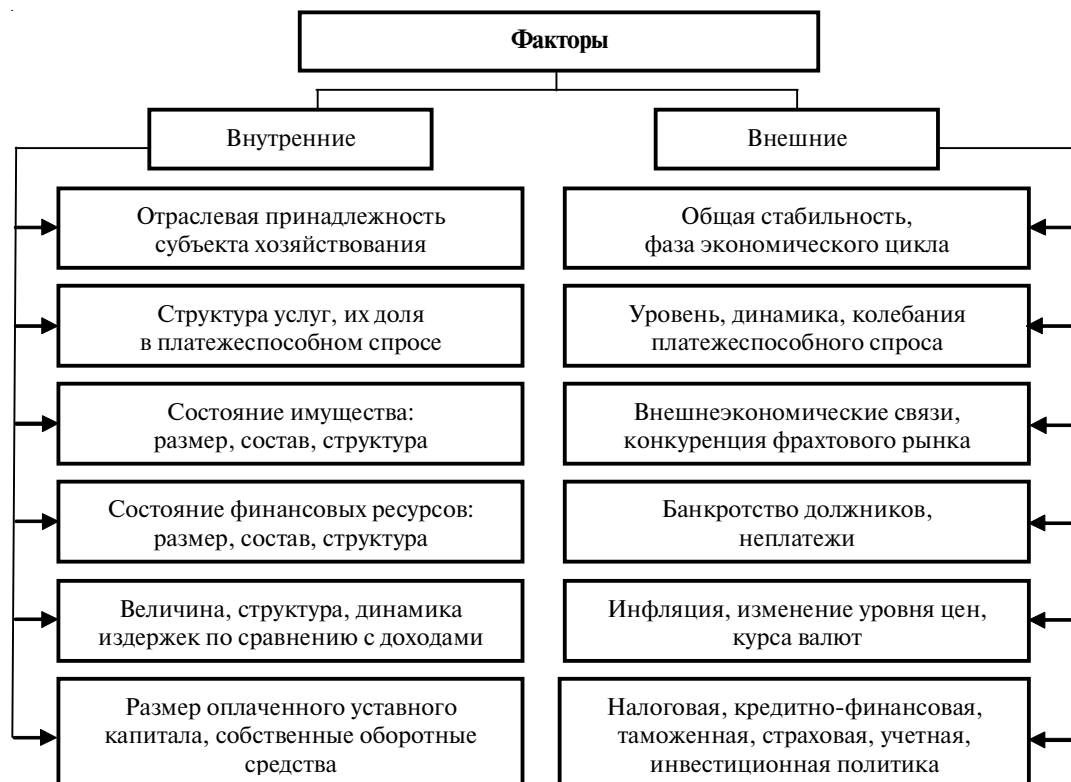 Факторы
Внутренние
Внешние
Отраслевая принадлежность
субъекта хозяйствования
Структура услуг, их доля
в платежеспособном спросе
Состояние имущества:
размер, состав, структура
Состояние финансовых ресурсов:
размер, состав, структура
Величина, структура, динамика
издержек по сравнению с доходами
Размер оплаченного уставного
капитала, собственные оборотные
средства
Общая стабильность,
фаза экономического цикла
Уровень, динамика, колебания
платежеспособного спроса
Внешнеэкономические связи,
конкуренция фрахтового рынка
Банкротство должников,
неплатежи
Инфляция, изменение уровня цен,
курса валют
Налоговая, кредитно-финансовая,
таможенная, страховая, учетная,
инвестиционная политика